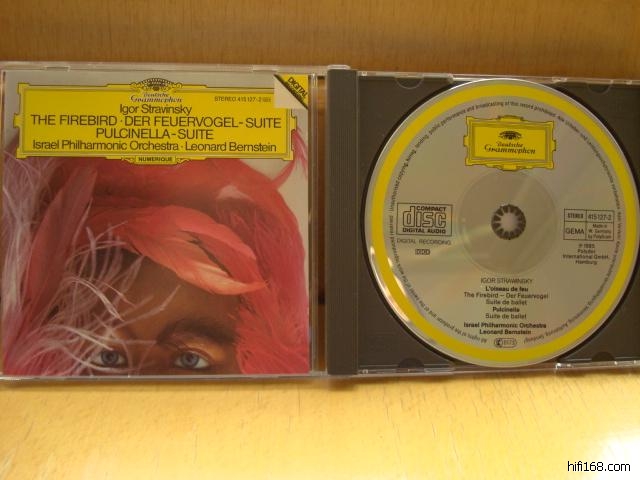 Deutsche
Grammophon
STEREO 415 127-2
DIGITAL
Igor Stravinsky
THE FIREBIRD · DER FEUERVOGEL-SUITE
PULCINELLA-SUITE
Israel Philharmonic Orchestra · Leonard Bernstein
NUMERIQUE
Deutsche
Grammophon
COMPACT
disc
DIGITAL AUDIO
DIGITAL RECORDING
DDD
STEREO 415 127-2
GEMA
Made in
W. Germany
by PolyGram
℗ 1985
Polydor
International GmbH,
Hamburg
IGOR STRAWINSKY
L'oiseau de feu
The Firebird — Der Feuervogel
Suite de ballet
Pulcinella
Suite de ballet
Israel Philharmonic Orchestra
Leonard Bernstein
hifi168.com